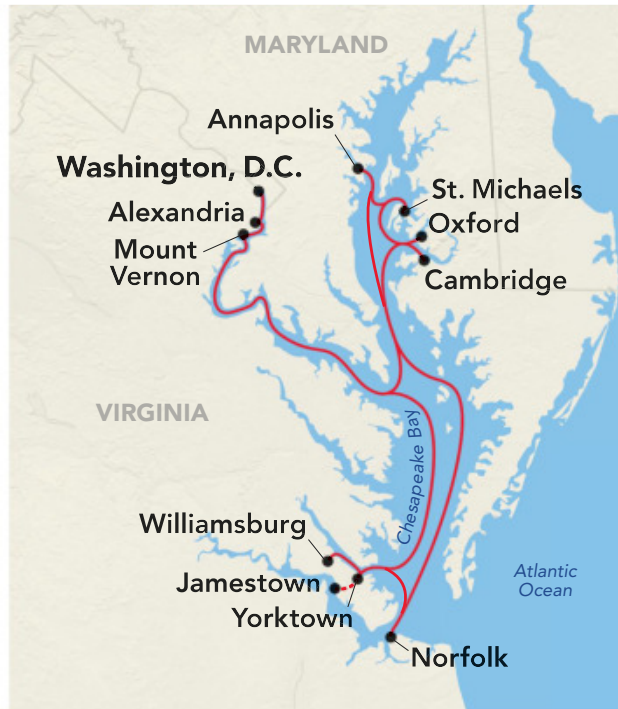 MARYLAND
Annapolis
Washington, D.C.
St. Michaels
Alexandria
Oxford
Mount
Vernon
Cambridge
VIRGINIA
Chesapeake Bay
Williamsburg
Atlantic
Ocean
Jamestown
Yorktown
Norfolk